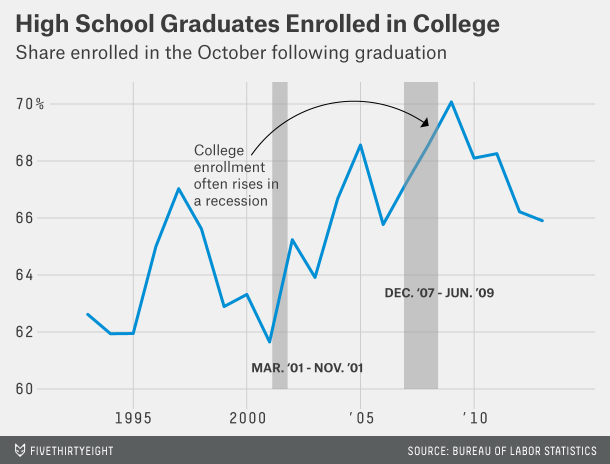 High School Graduates Enrolled in College
Share enrolled in the October following graduation
70%
68
66
64
62
60
College
enrollment
often rises in
a recession
DEC. '07 - JUN. '09
MAR. '01 - NOV. '01
1995
2000
'05
'10
FIVETHIRTYEIGHT
SOURCE: BUREAU OF LABOR STATISTICS